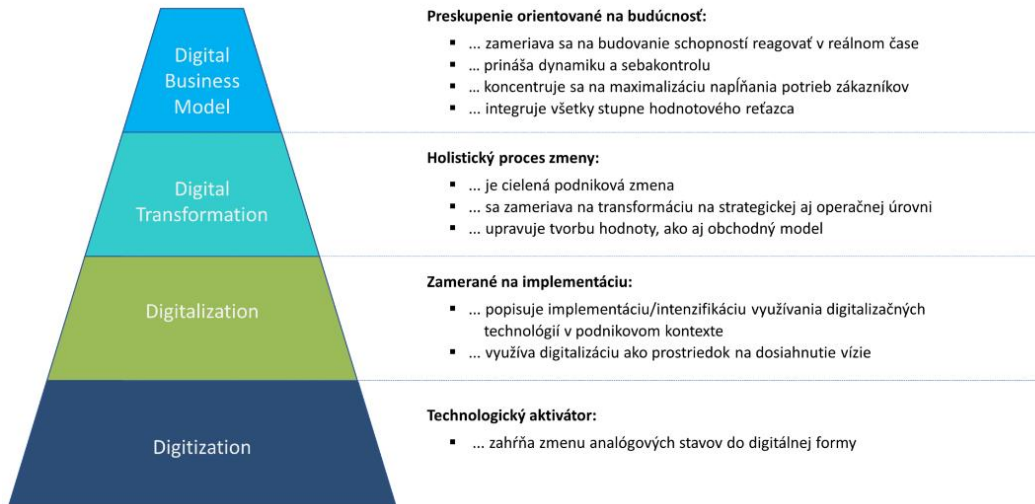 Digital
Business
Model
Preskupenie orientované na budúcnosť:
▪ ... zameriava sa na budovanie schopností reagovať v reálnom čase
▪ ... prináša dynamiku a sebakontrolu
▪ ... koncentruje sa na maximalizáciu napĺňania potrieb zákazníkov
▪ ... integruje všetky stupne hodnotového reťazca
Digital
Transformation
Holistický proces zmeny:
▪ ... je cielená podniková zmena
▪ ... sa zameriava na transformáciu na strategickej aj operačnej úrovni
▪ ... upravuje tvorbu hodnoty, ako aj obchodný model
Digitalization
Zamerané na implementáciu:
▪ ... popisuje implementáciu/intenzifikáciu využívania digitalizačných
technológií v podnikovom kontexte
▪ ... využíva digitalizáciu ako prostriedok na dosiahnutie vízie
Digitization
Technologický aktivátor:
▪ ... zahŕňa zmenu analógových stavov do digitálnej formy